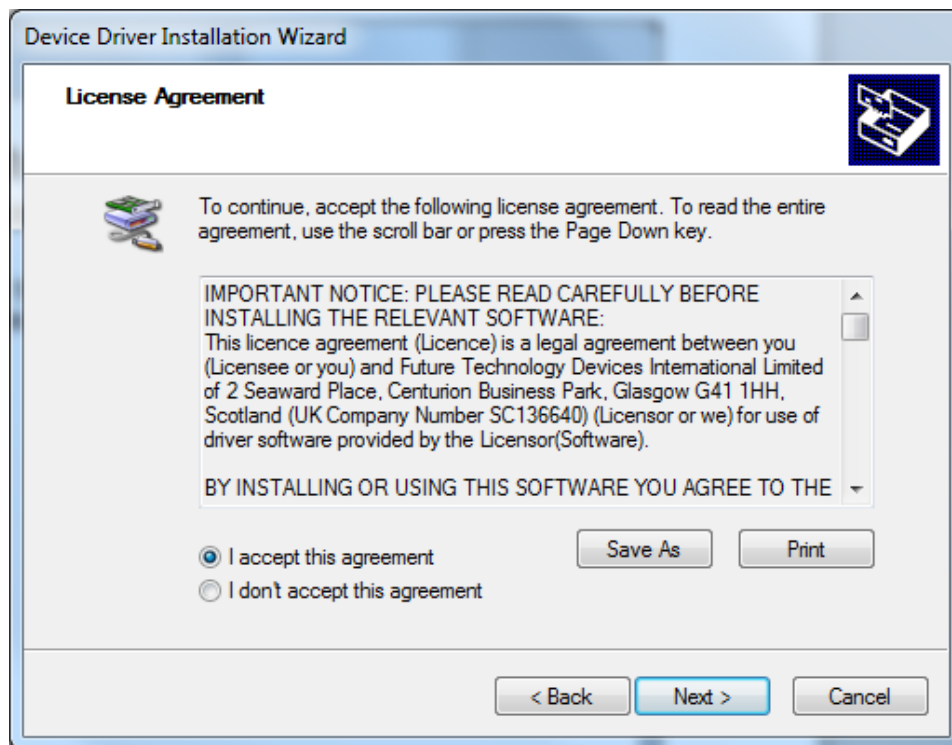 Device Driver Installation Wizard
License Agreement
To continue, accept the following license agreement. To read the entire
agreement, use the scroll bar or press the Page Down key.
IMPORTANT NOTICE: PLEASE READ CAREFULLY BEFORE
INSTALLING THE RELEVANT SOFTWARE:
This licence agreement (Licence) is a legal agreement between you
(Licensee or you) and Future Technology Devices International Limited
of 2 Seaward Place, Centurion Business Park, Glasgow G41 1HH,
Scotland (UK Company Number SC136640) (Licensor or we) for use of
driver software provided by the Licensor(Software).
BY INSTALLING OR USING THIS SOFTWARE YOU AGREE TO THE
I accept this agreement
Save As
Print
I don't accept this agreement
< Back
Next >
Cancel